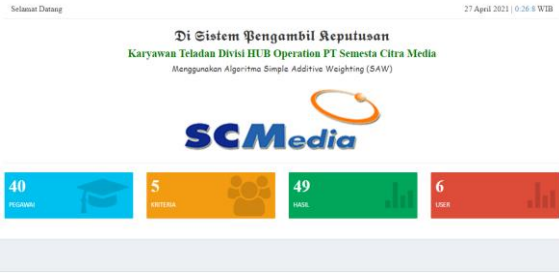 Selamat Datang
27 April 2021 | 0:26:8 WIB
Di Sistem Pengambil Keputusan
Karyawan Teladan Divisi HUB Operation PT Semesta Citra Media
Menggunakan Algoritma Simple Additive Weighting (SAW)
SCMedia
40
PEGAWAI
5
KRITERIA
49
HASIL
6
USER